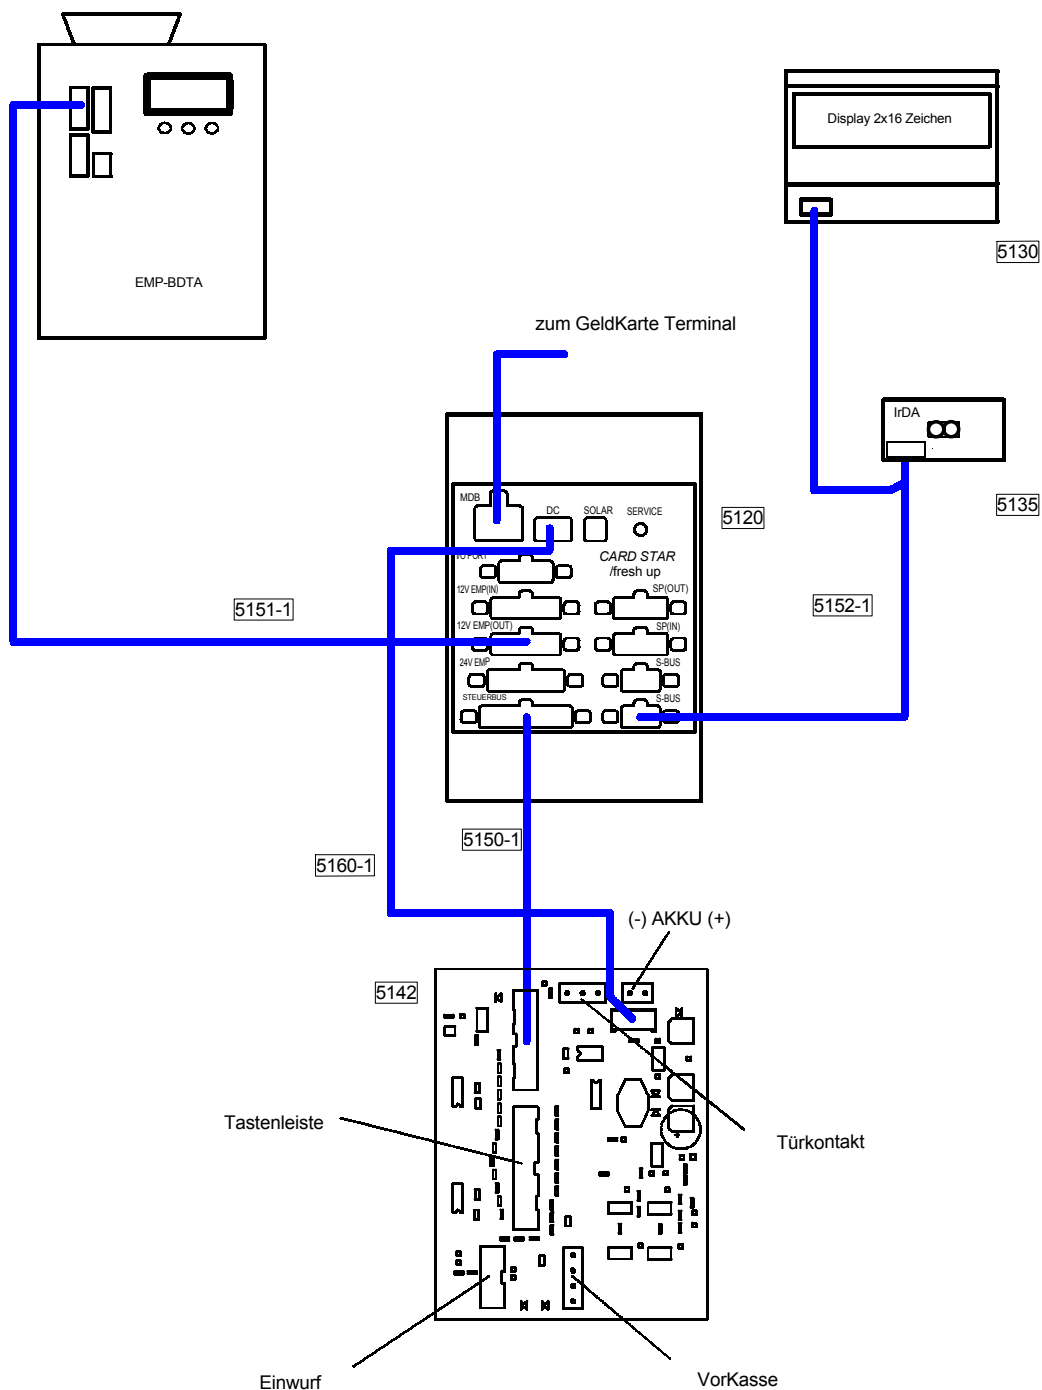 Display 2x16 Zeichen
5130
EMP-BDTA
zum GeldKarte Terminal
IrDA
5135
MDB
DC
SOLAR
SERVICE
5120
I/O PORT
CARD STAR
/fresh up
12V EMP(IN)
SP(OUT)
5151-1
5152-1
12V EMP(OUT)
SP(IN)
24V EMP
S-BUS
STEUERBUS
S-BUS
5150-1
5160-1
(-) AKKU (+)
5142
Tastenleiste
Türkontakt
Einwurf
VorKasse